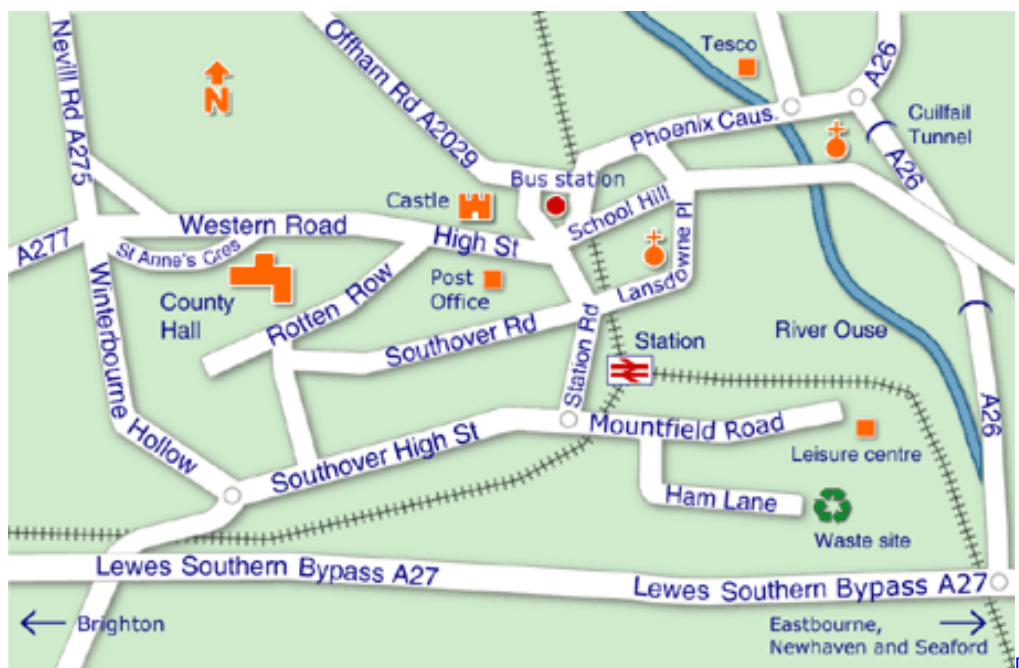 Nevill Rd A275
Offham Rd A2029
N
Tesco
A26
Phoenix Caus.
Cuilfail
Tunnel
A26
Bus station
Castle
School Hill
Western Road
High St
A277
St Anne's Cres
Lansdowne Pl
County
Hall
Post
Office
Rotten Row
Winterbourne Hollow
Southover Rd
Station Rd
Station
River Ouse
A26
Mountfield Road
Southover High St
Leisure centre
Ham Lane
Waste site
Lewes Southern Bypass A27
Lewes Southern Bypass A27
Brighton
Eastbourne,
Newhaven and Seaford